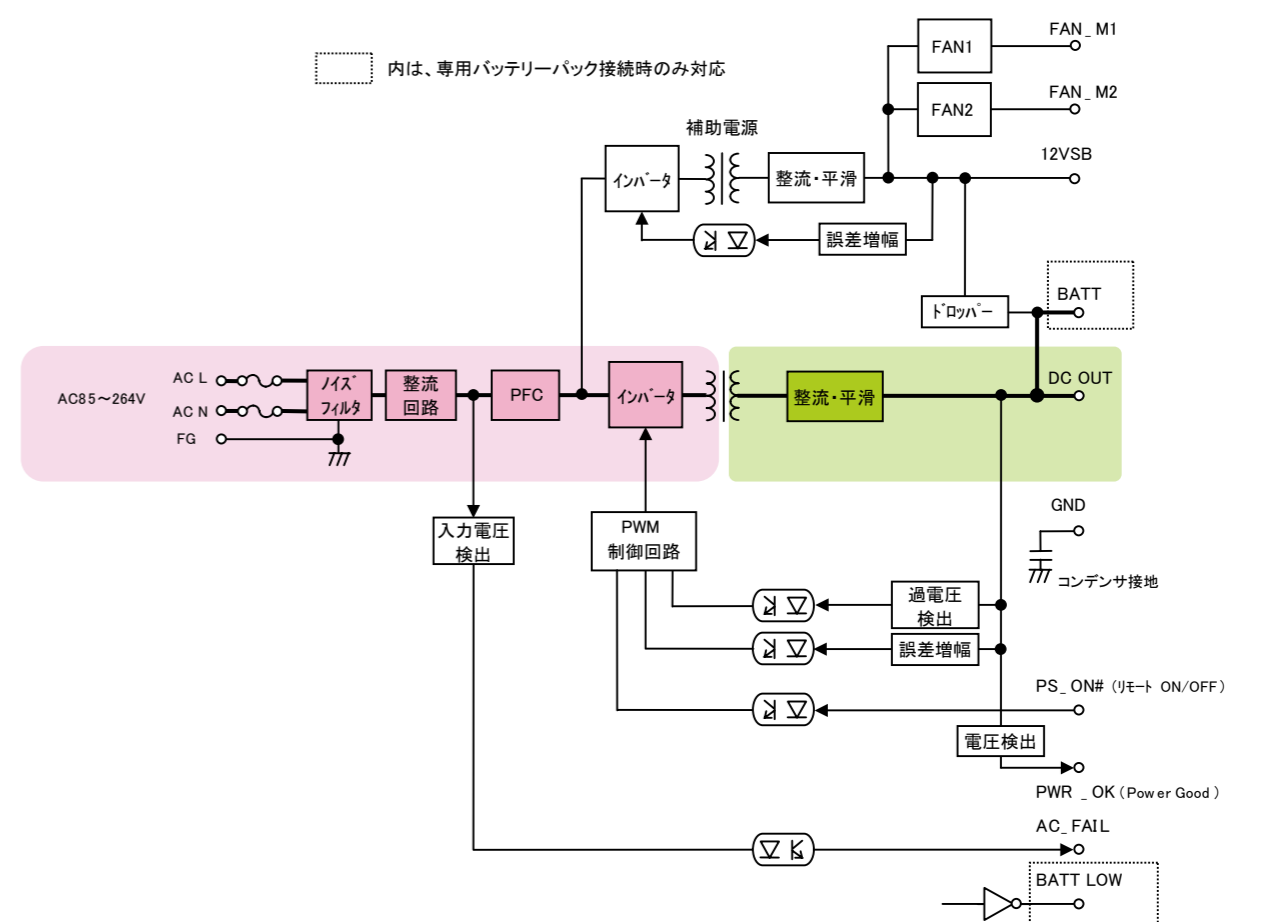 内は、専用バッテリーパック接続時のみ対応
FAN1
FAN_M1
FAN2
FAN_M2
補助電源
12VSB
インバータ
整流・平滑
誤差増幅
ドロッパー
BATT
AC85～264V
AC L
AC N
FG
ノイズ
フィルタ
整流
回路
PFC
インバータ
整流・平滑
DC OUT
入力電圧
検出
PWM
制御回路
GND
コンデンサ接地
過電圧
検出
誤差増幅
PS_ON# (リモート ON/OFF)
電圧検出
PWR _OK (Power Good)
AC_FAIL
BATT LOW